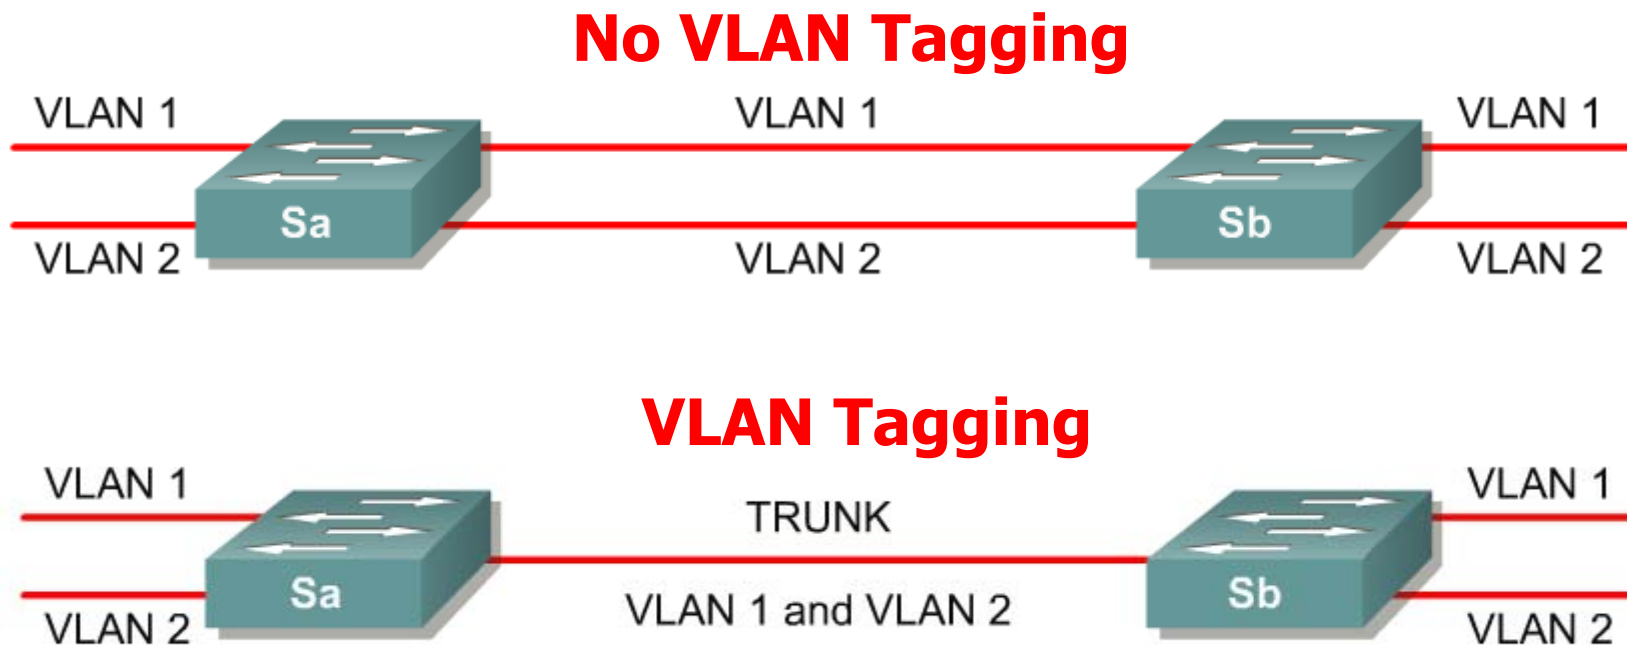 No VLAN Tagging
VLAN 1
VLAN 1
VLAN 1
Sa
Sb
VLAN 2
VLAN 2
VLAN 2
VLAN Tagging
VLAN 1
TRUNK
VLAN 1
Sa
Sb
VLAN 1 and VLAN 2
VLAN 2
VLAN 2